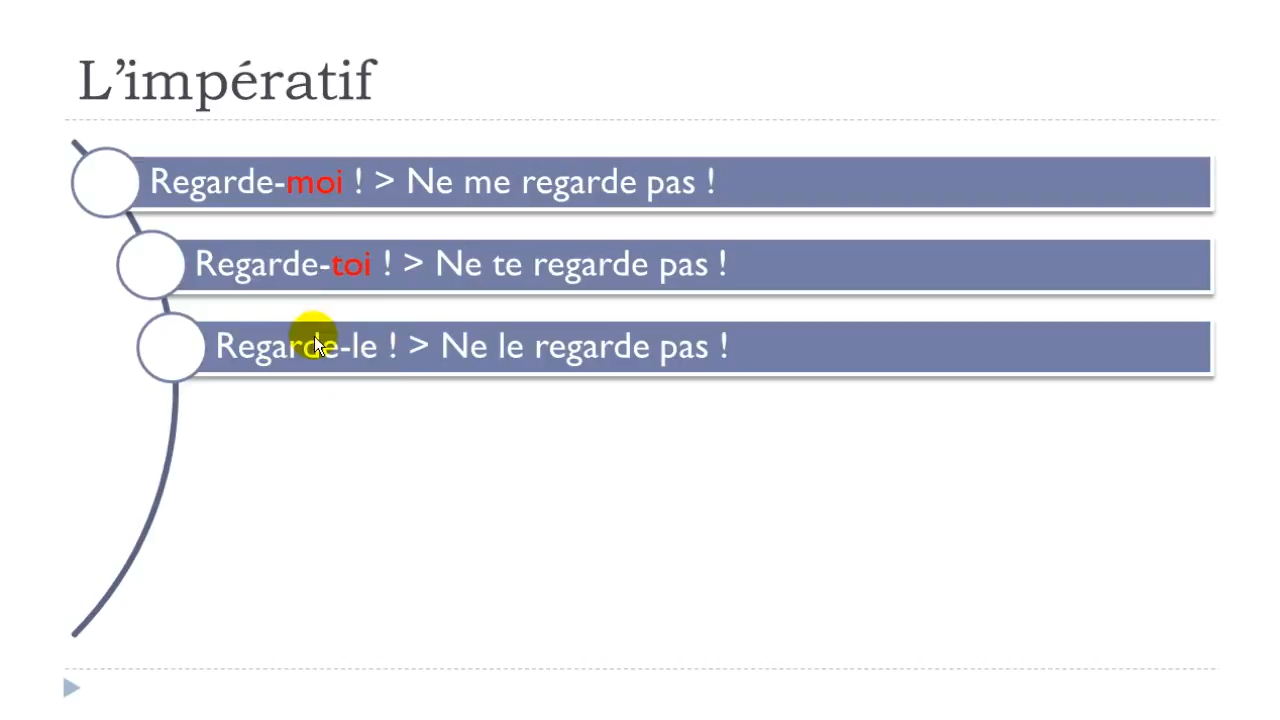 L’impératif
Regarde-moi ! > Ne me regarde pas !
Regarde-toi ! > Ne te regarde pas !
Regarde-le ! > Ne le regarde pas !